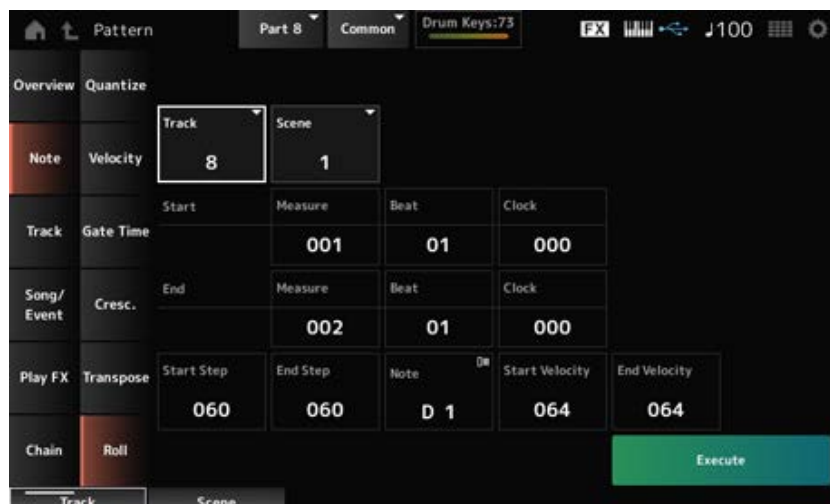 Pattern
Part 8
Common
Drum Keys:73
FX
♩100
Overview
Quantize
Note
Velocity
Track
8
Scene
1
Track
Gate Time
Start
Measure
001
Beat
01
Clock
000
Song/
Event
Cresc.
End
Measure
002
Beat
01
Clock
000
Play FX
Transpose
Start Step
060
End Step
060
Note
D 1
Start Velocity
064
End Velocity
064
Chain
Roll
Execute
Track
Scene